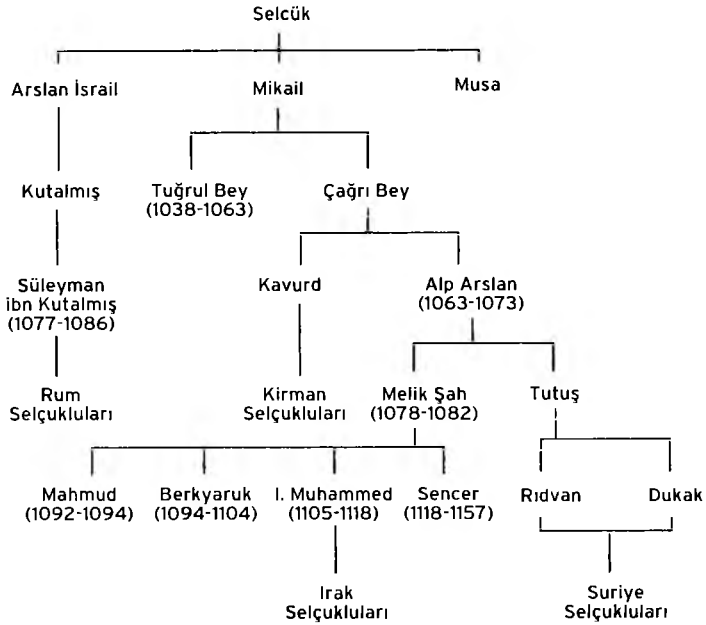 Selcük
Arslan İsrail
Mikail
Musa
Kutalmış
Tuğrul Bey
(1038-1063)
Çağrı Bey
Süleyman
ibn Kutalmış
(1077-1086)
Kavurd
Alp Arslan
(1063-1073)
Rum
Selçukluları
Kirman
Selçukluları
Melik Şah
(1078-1082)
Tutuş
Mahmud
(1092-1094)
Berkyaruk
(1094-1104)
I. Muhammed
(1105-1118)
Sencer
(1118-1157)
Rıdvan
Dukak
Irak
Selçukluları
Suriye
Selçukluları